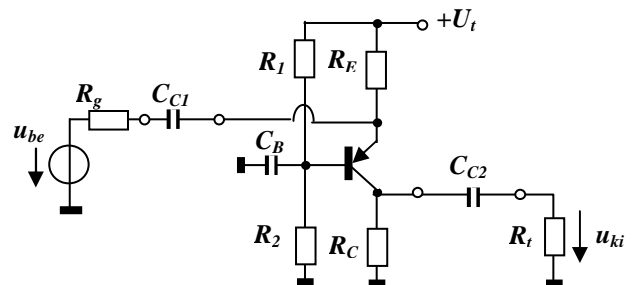 +U_t
R_1
R_E
R_g
C_C1
u_be
C_B
C_C2
R_2
R_C
R_t
u_ki